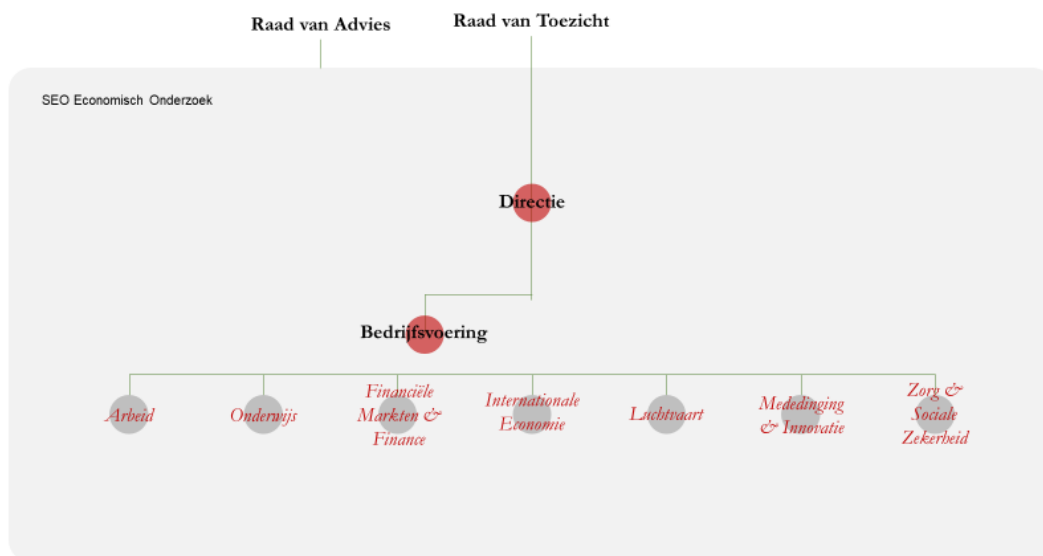 Raad van Advies
Raad van Toezicht
SEO Economisch Onderzoek
Directie
Bedrijfsvoering
Arbeid
Onderwijs
Financiële
Markten &
Finance
Internationale
Economie
Luchtvaart
Mededinging
& Innovatie
Zorg &
Sociale
Zekerheid